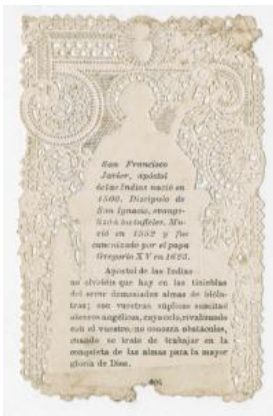 San Francisco
Javier, apóstol
de las Indias nació en
1506. Discípulo de
San Ignacio, evange-
lizó á los infieles. Mu-
rió en 1552 y fue
canonizado por el papa
Gregorio XV en 1622.
Apóstol de las Indias
no olvidéis que hay en las tinieblas
del error demasiadas almas de idóla-
tras; con vuestras súplicas suscitad
obreros angélicos, cuyo celo, rivalizando
con el vuestro, no conozca obstáculos,
cuando se trate de trabajar en la
conquista de las almas para la mayor
gloria de Dios.